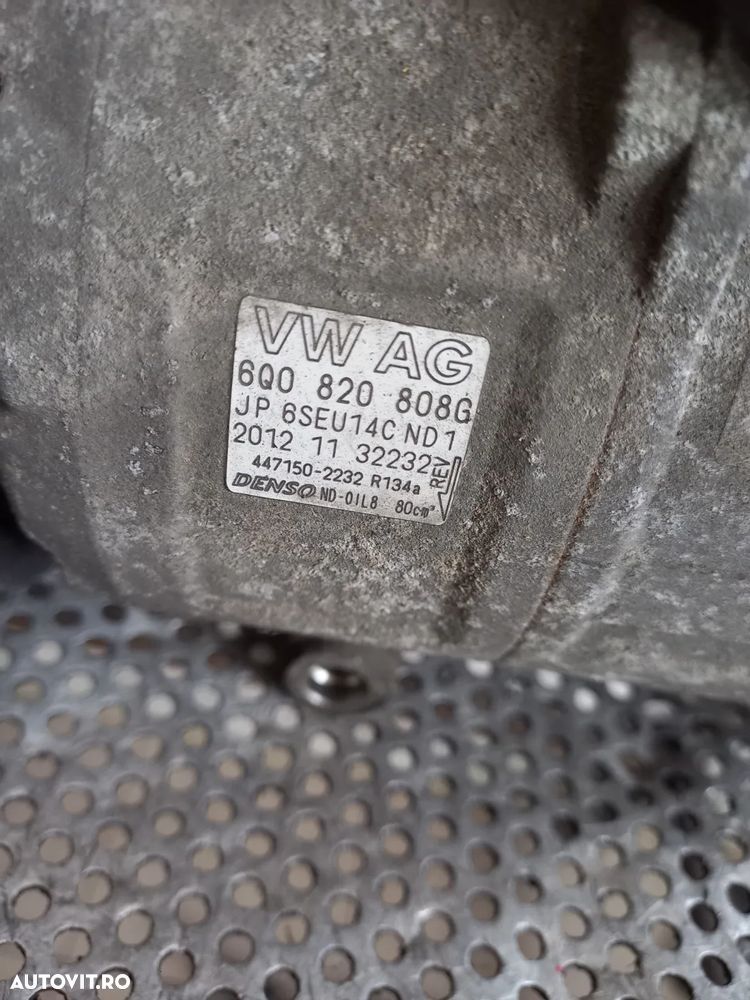 VW AG
6Q0 820 808G
JP 6SEU14C ND1
2012 11 32232
REV
447150-2232 R134a
DENSO ND-OIL8 80cm³
AUTOVIT.RO